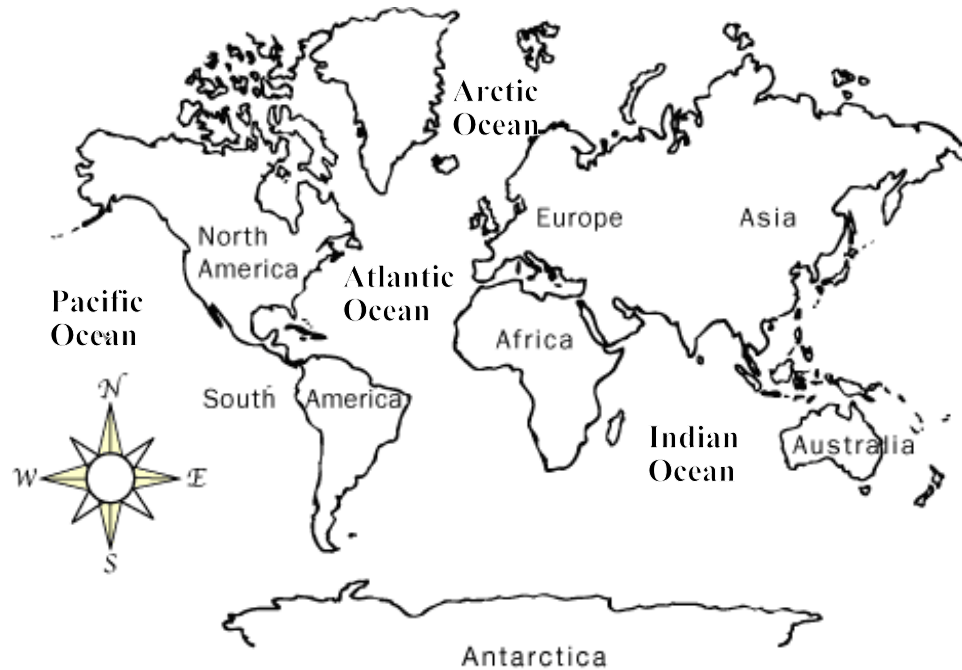 Arctic
Ocean
North
America
Europe
Asia
Atlantic
Ocean
Pacific
Ocean
Africa
South America
Indian
Ocean
Australia
N
W
E
S
Antarctica